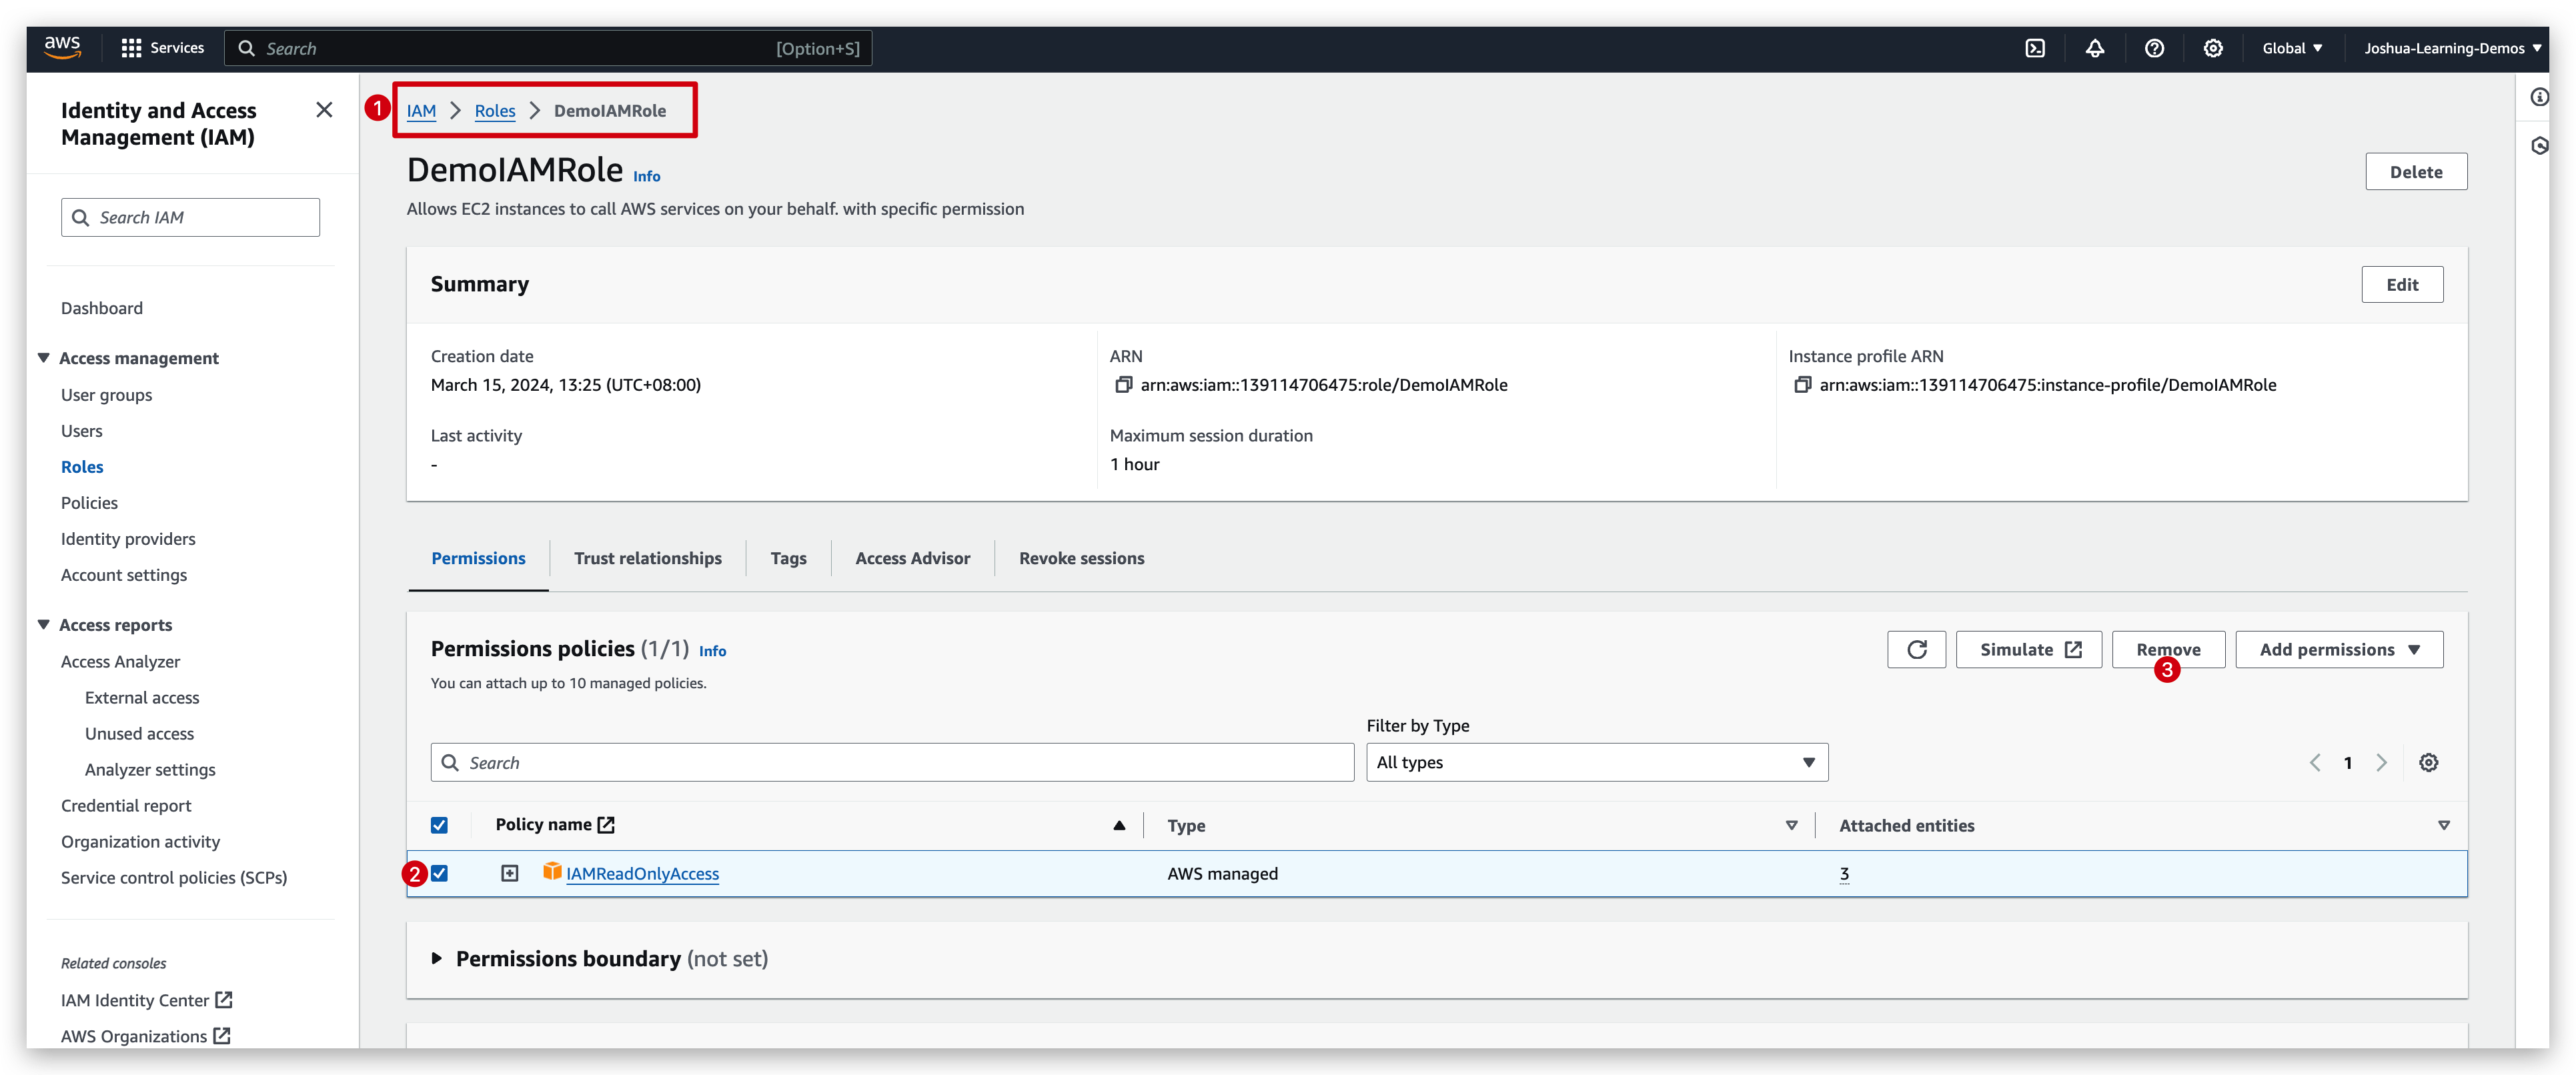 aws
Services
Search
[Option+S]
Global
Joshua-Learning-Demos
Identity and Access
Management (IAM)
Search IAM
Dashboard
Access management
User groups
Users
Roles
Policies
Identity providers
Account settings
Access reports
Access Analyzer
External access
Unused access
Analyzer settings
Credential report
Organization activity
Service control policies (SCPs)
Related consoles
IAM Identity Center
AWS Organizations
1
IAM > Roles > DemoIAMRole
DemoIAMRole Info
Delete
Allows EC2 instances to call AWS services on your behalf. with specific permission
Summary
Edit
Creation date
March 15, 2024, 13:25 (UTC+08:00)
ARN
arn:aws:iam::139114706475:role/DemoIAMRole
Instance profile ARN
arn:aws:iam::139114706475:instance-profile/DemoIAMRole
Last activity
-
Maximum session duration
1 hour
Permissions
Trust relationships
Tags
Access Advisor
Revoke sessions
Permissions policies (1/1) Info
You can attach up to 10 managed policies.
Simulate
Remove
3
Add permissions
Search
Filter by Type
All types
1
Policy name
Type
Attached entities
2
IAMReadOnlyAccess
AWS managed
3
Permissions boundary (not set)